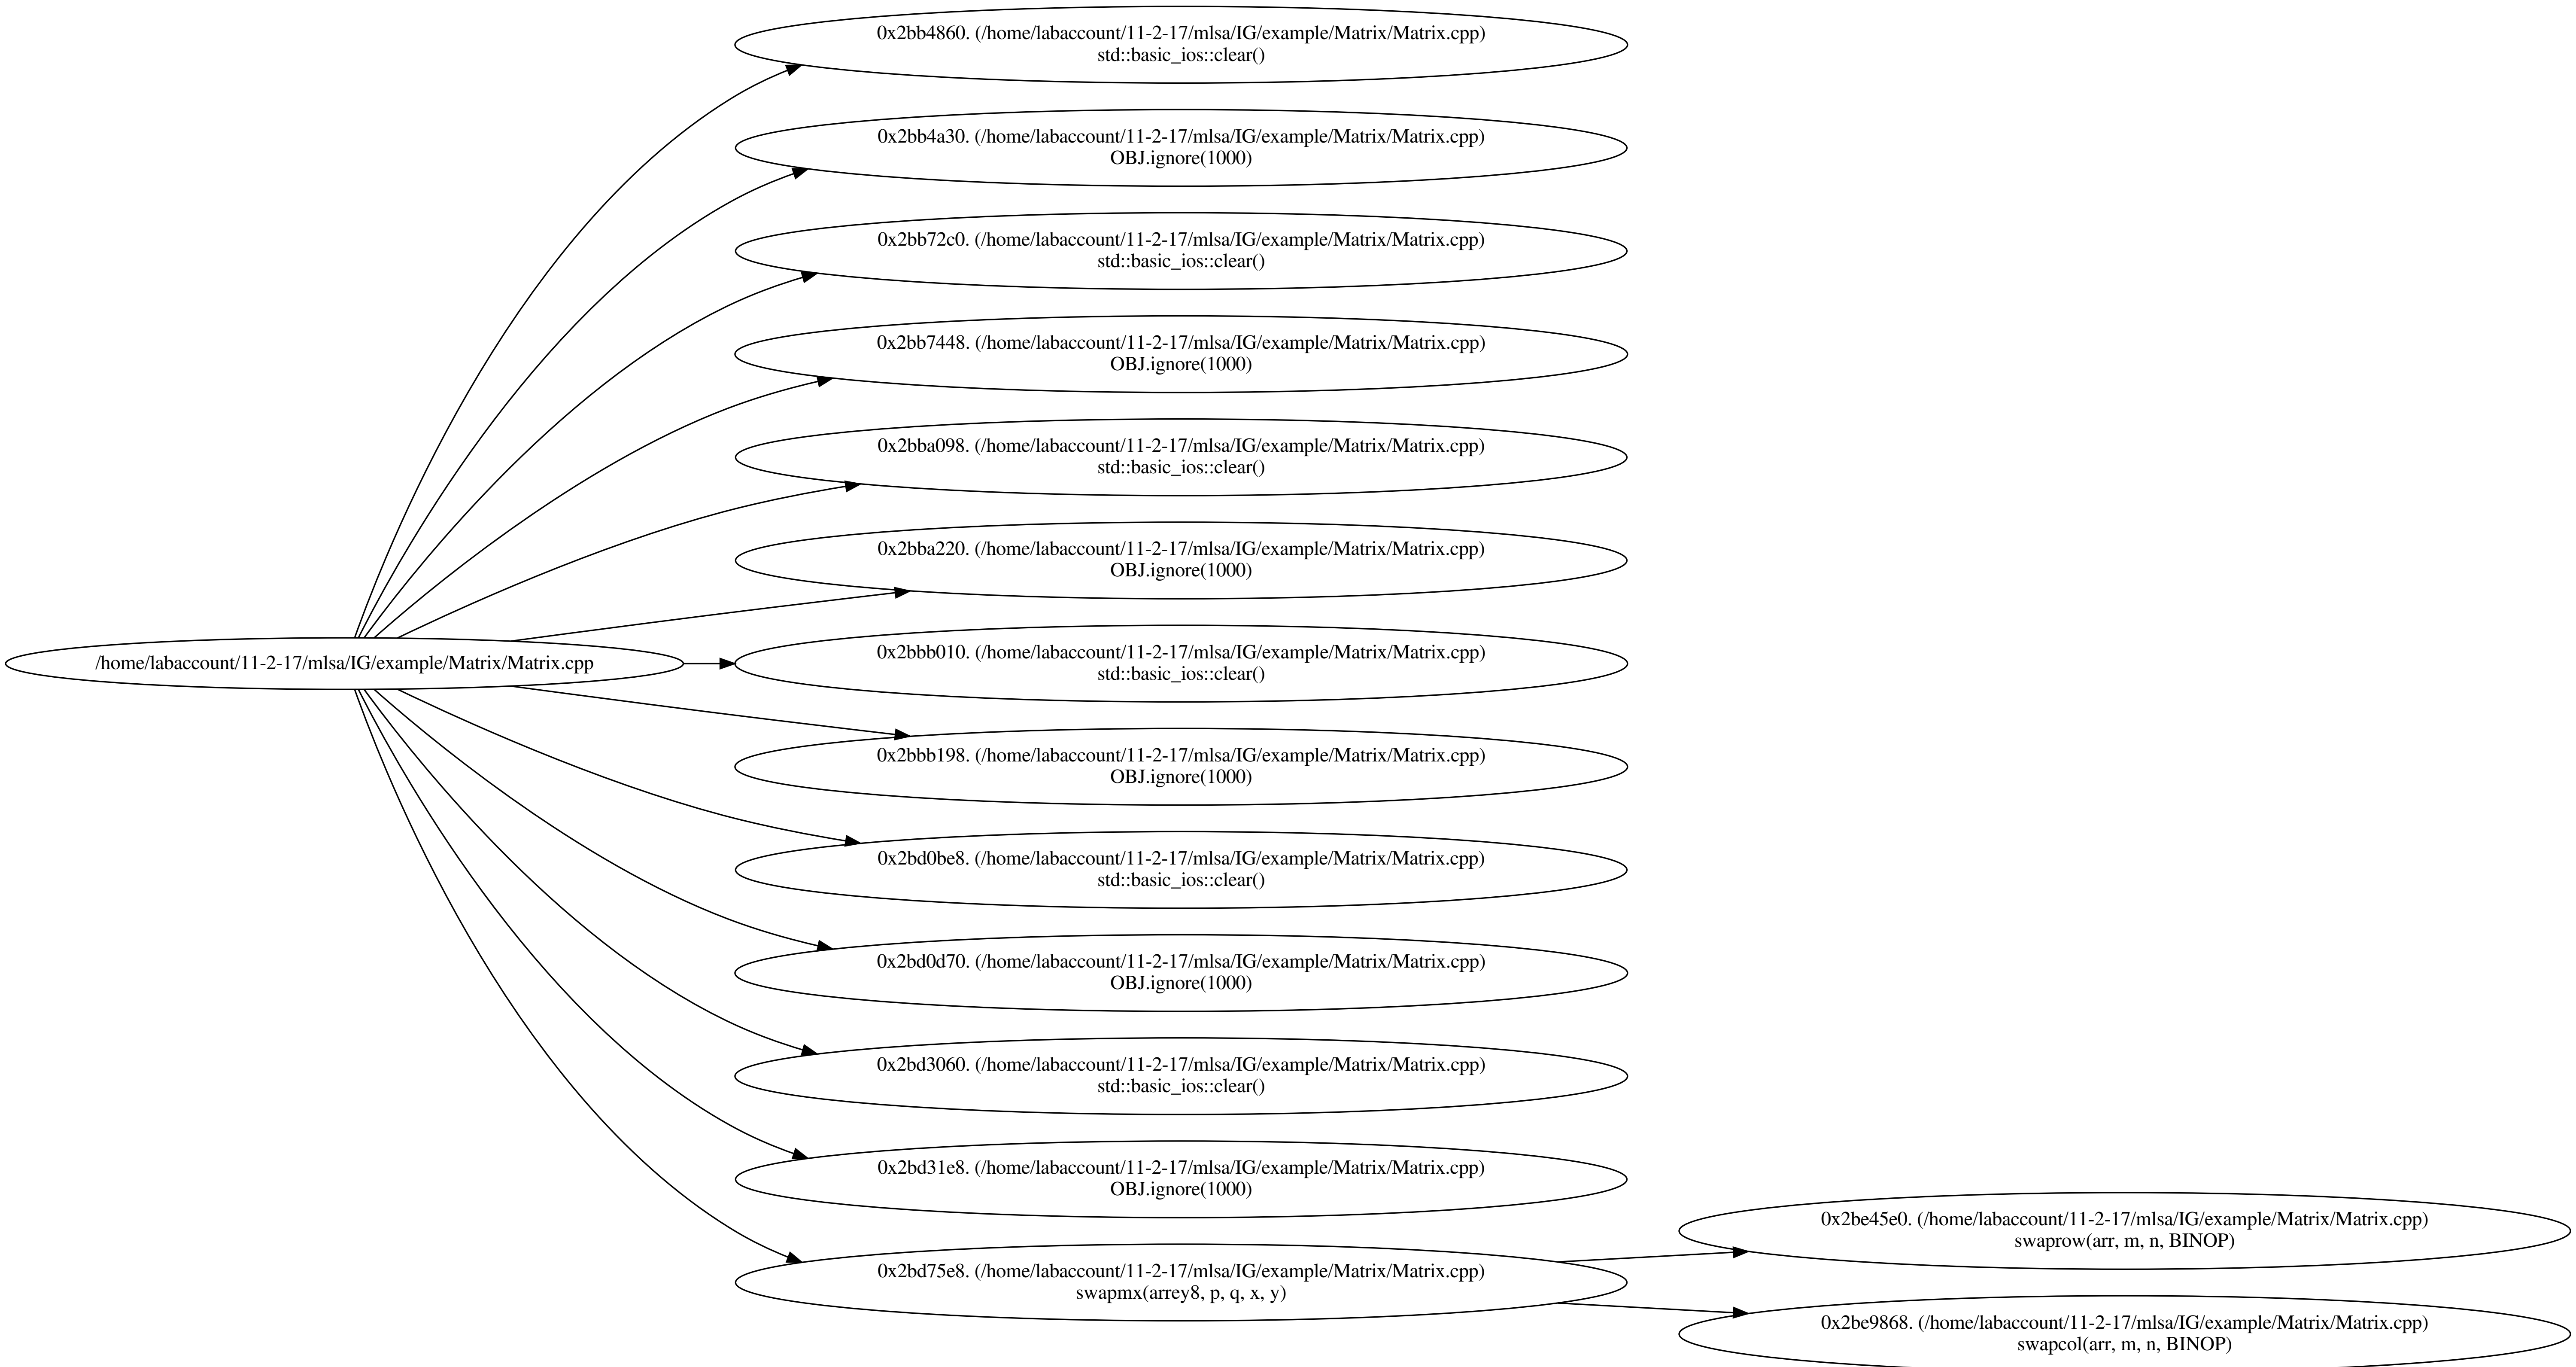 0x2bb4860. (/home/labaccount/11-2-17/mlsa/IG/example/Matrix/Matrix.cpp)
std::basic_ios::clear()
0x2bb4a30. (/home/labaccount/11-2-17/mlsa/IG/example/Matrix/Matrix.cpp)
OBJ.ignore(1000)
0x2bb72c0. (/home/labaccount/11-2-17/mlsa/IG/example/Matrix/Matrix.cpp)
std::basic_ios::clear()
0x2bb7448. (/home/labaccount/11-2-17/mlsa/IG/example/Matrix/Matrix.cpp)
OBJ.ignore(1000)
0x2bba098. (/home/labaccount/11-2-17/mlsa/IG/example/Matrix/Matrix.cpp)
std::basic_ios::clear()
0x2bba220. (/home/labaccount/11-2-17/mlsa/IG/example/Matrix/Matrix.cpp)
OBJ.ignore(1000)
/home/labaccount/11-2-17/mlsa/IG/example/Matrix/Matrix.cpp
0x2bbb010. (/home/labaccount/11-2-17/mlsa/IG/example/Matrix/Matrix.cpp)
std::basic_ios::clear()
0x2bbb198. (/home/labaccount/11-2-17/mlsa/IG/example/Matrix/Matrix.cpp)
OBJ.ignore(1000)
0x2bd0be8. (/home/labaccount/11-2-17/mlsa/IG/example/Matrix/Matrix.cpp)
std::basic_ios::clear()
0x2bd0d70. (/home/labaccount/11-2-17/mlsa/IG/example/Matrix/Matrix.cpp)
OBJ.ignore(1000)
0x2bd3060. (/home/labaccount/11-2-17/mlsa/IG/example/Matrix/Matrix.cpp)
std::basic_ios::clear()
0x2bd31e8. (/home/labaccount/11-2-17/mlsa/IG/example/Matrix/Matrix.cpp)
OBJ.ignore(1000)
0x2bd75e8. (/home/labaccount/11-2-17/mlsa/IG/example/Matrix/Matrix.cpp)
swapmx(arrey8, p, q, x, y)
0x2be45e0. (/home/labaccount/11-2-17/mlsa/IG/example/Matrix/Matrix.cpp)
swaprow(arr, m, n, BINOP)
0x2be9868. (/home/labaccount/11-2-17/mlsa/IG/example/Matrix/Matrix.cpp)
swapcol(arr, m, n, BINOP)